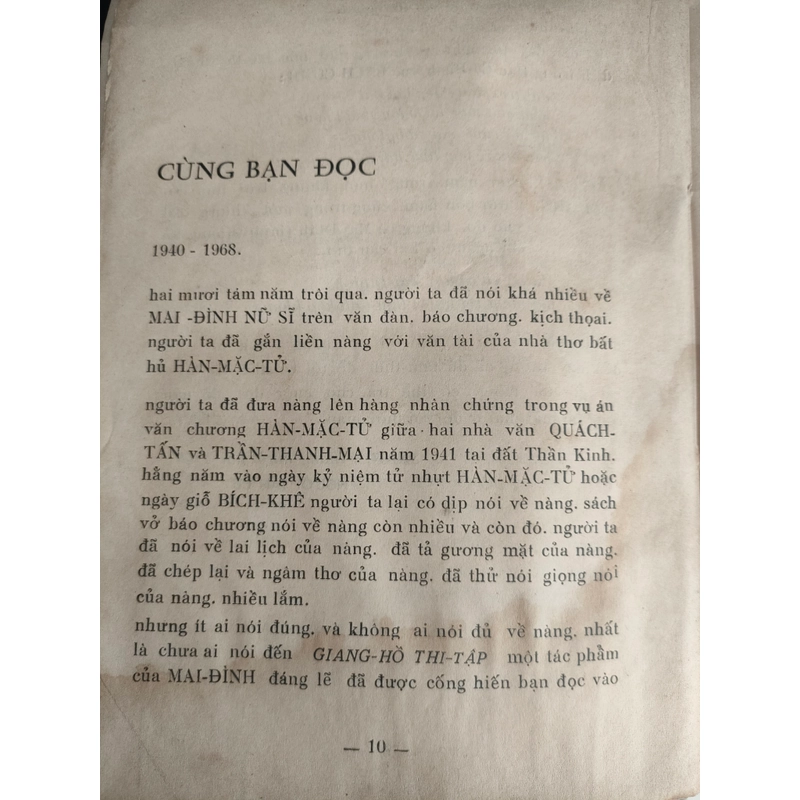 CÙNG BẠN ĐỌC
1940 - 1968.
hai mươi tám năm trôi qua. người ta đã nói khá nhiều về
MAI -ĐÌNH NỮ SĨ trên văn đàn. báo chương. kịch thọai.
người ta đã gắn liền nàng với văn tài của nhà thơ bất
hủ HÀN-MẶC-TỬ.
người ta đã đưa nàng lên hàng nhân chứng trong vụ án
văn chương HÀN-MẶC-TỬ giữa hai nhà văn QUÁCH-
TẤN và TRẦN-THANH-MẠI năm 1941 tại đất Thần Kinh.
hằng năm vào ngày kỷ niệm tử nhựt HÀN-MẶC-TỬ hoặc
ngày giỗ BÍCH-KHÊ người ta lại có dịp nói về nàng. sách
vở báo chương nói về nàng còn nhiều và còn đó. người ta
đã nói về lai lịch của nàng. đã tả gương mặt của nàng.
đã chép lại và ngâm thơ của nàng. đã thử nói giọng nói
của nàng. nhiều lắm.
nhưng ít ai nói đúng. và không ai nói đủ về nàng. nhất
là chưa ai nói đến GIANG-HỒ THI-TẬP một tác phẩm
của MAI-ĐÌNH đáng lẽ đã được cống hiến bạn đọc vào
— 10 —